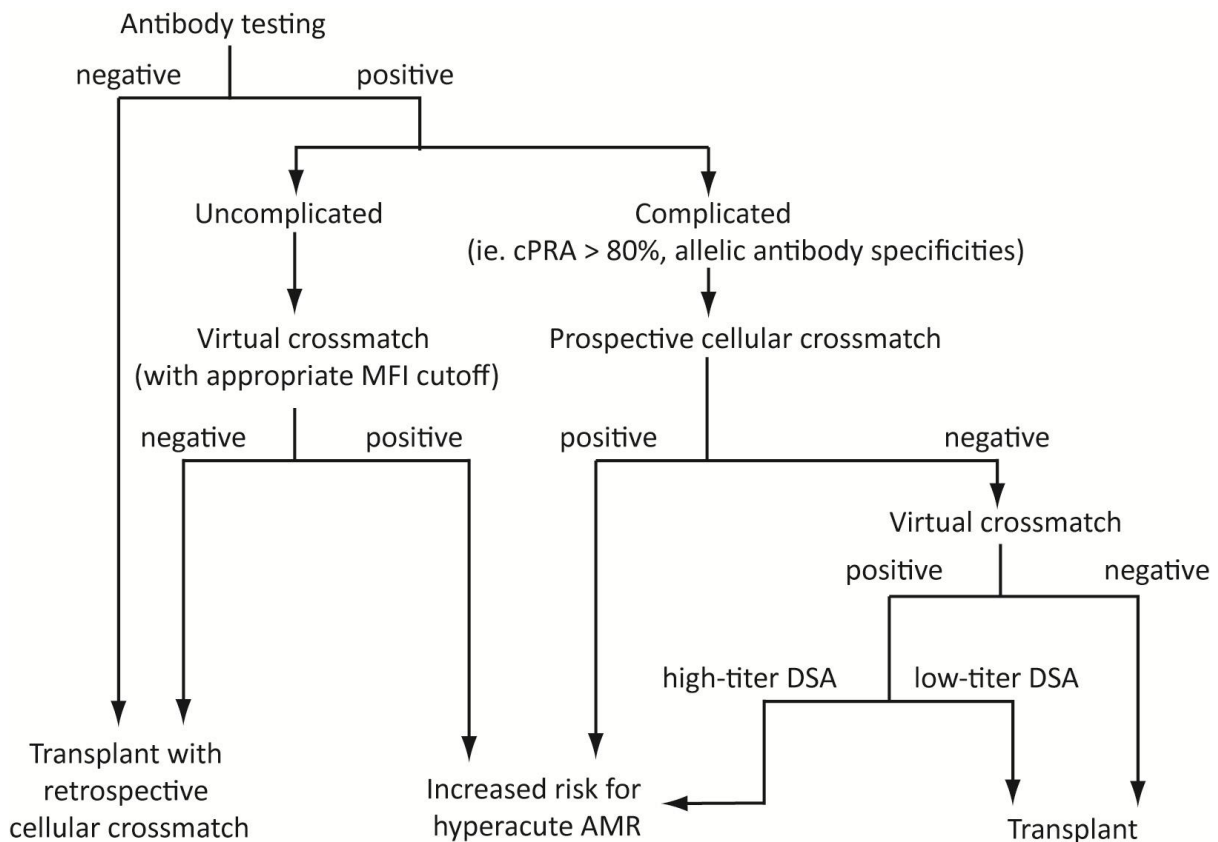 Antibody testing
negative
positive
Uncomplicated
Complicated
(ie. cPRA > 80%, allelic antibody specificities)
Virtual crossmatch
(with appropriate MFI cutoff)
Prospective cellular crossmatch
negative
positive
positive
negative
Virtual crossmatch
positive
negative
high-titer DSA
low-titer DSA
Transplant with
retrospective
cellular crossmatch
Increased risk for
hyperacute AMR
Transplant